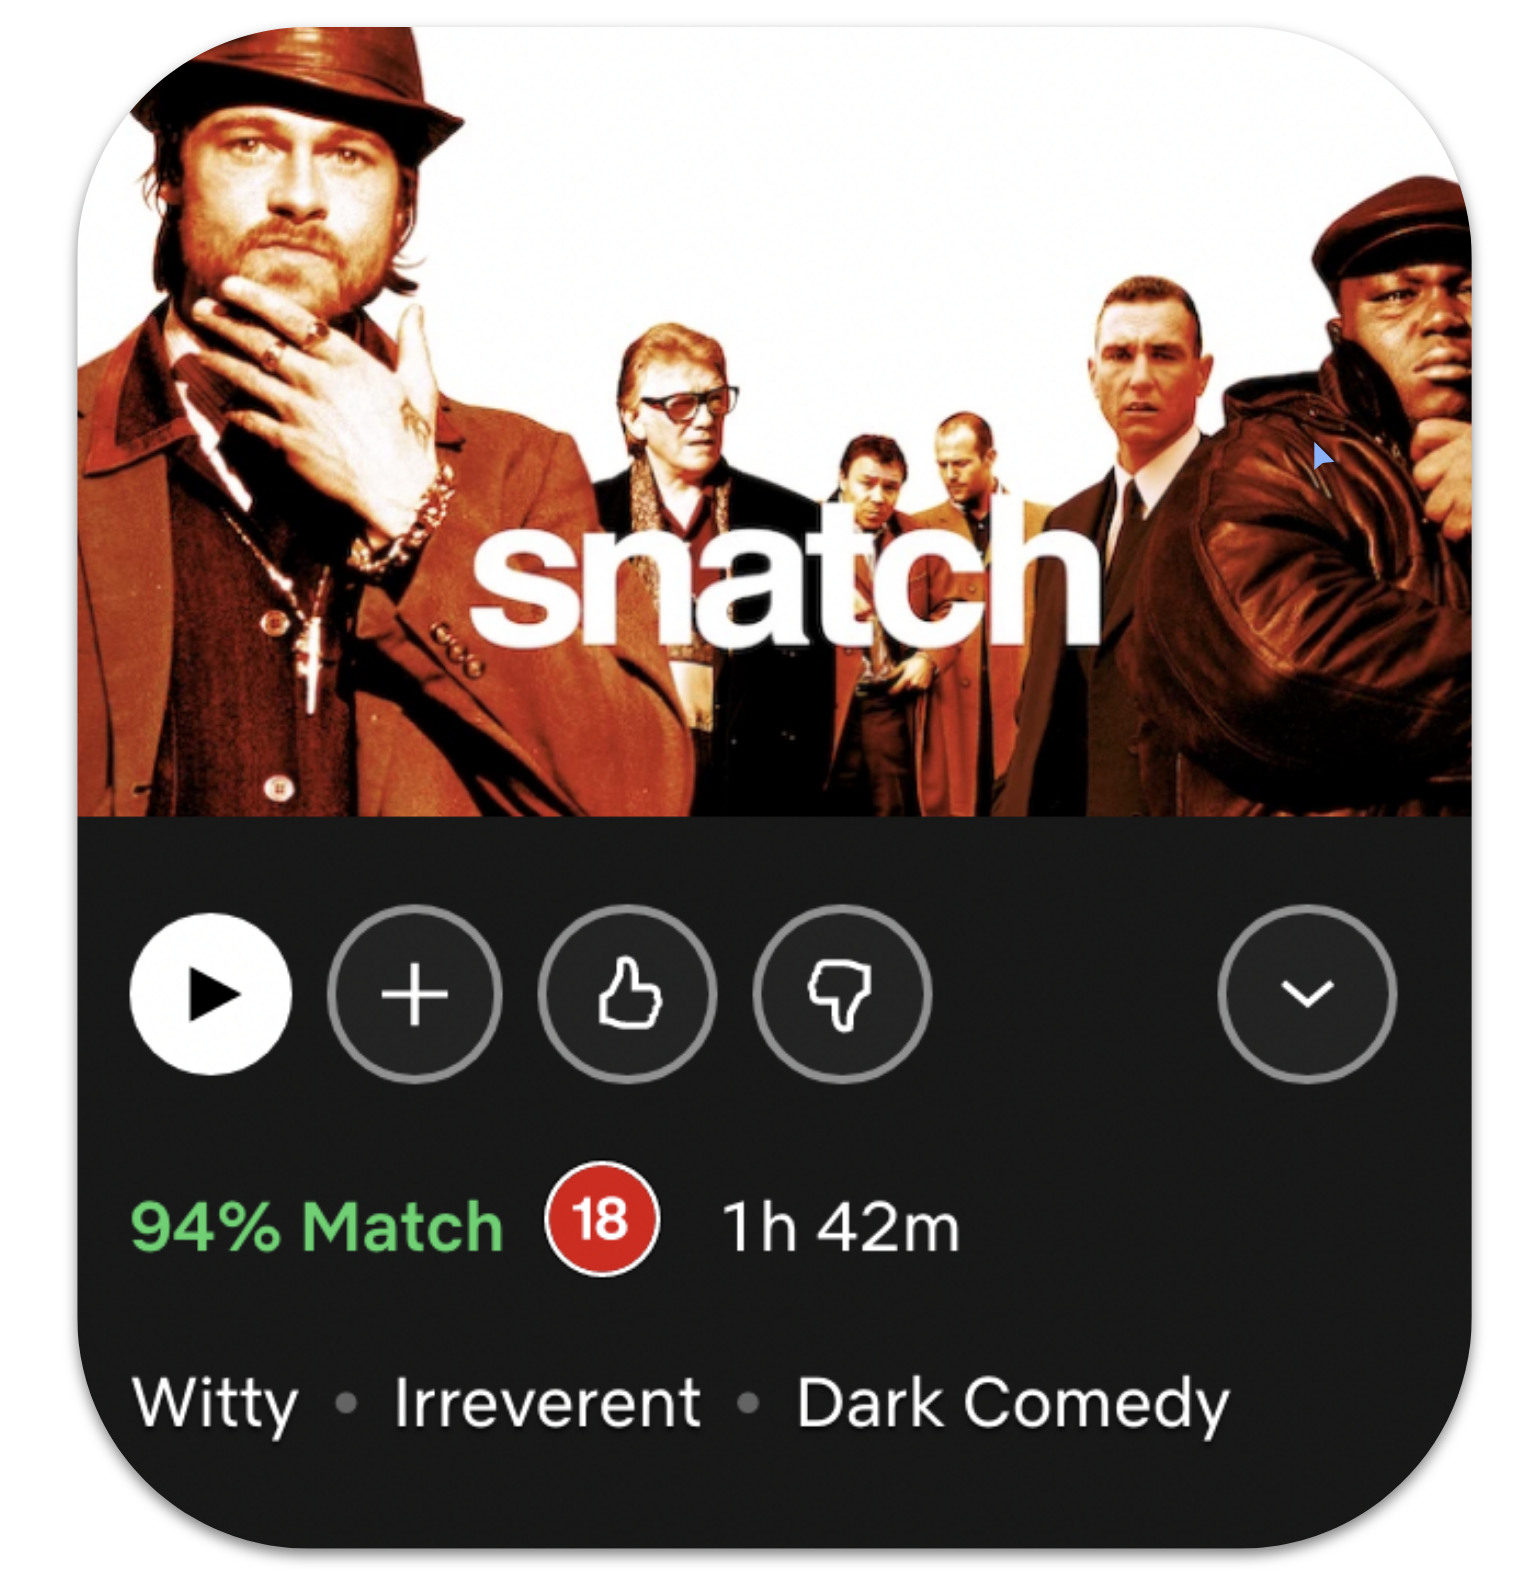 snatch
94% Match 18 1h 42m
Witty • Irreverent • Dark Comedy